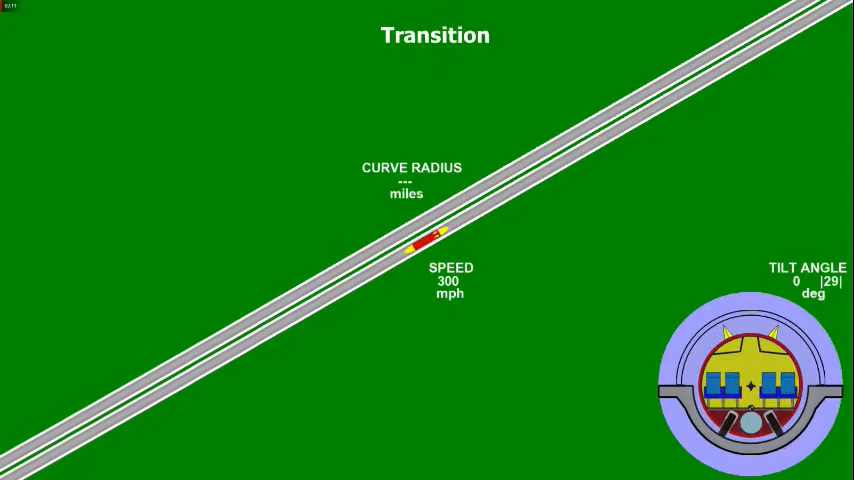 Transition
CURVE RADIUS
---
miles
SPEED
300
mph
TILT ANGLE
0 |29|
deg